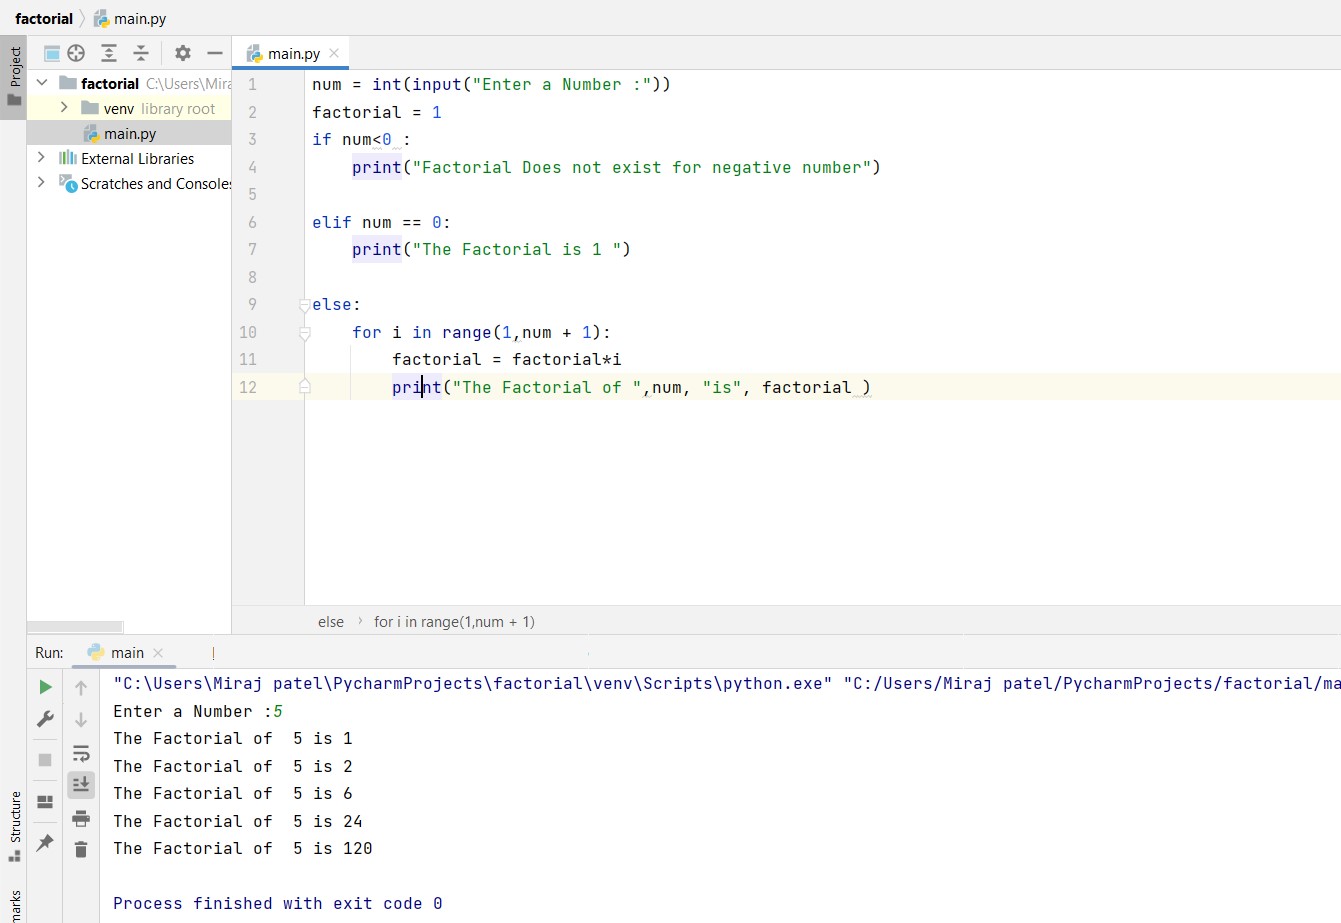 factorial main.py
Project
main.py
factorial C:\Users\Mira
venv library root
main.py
External Libraries
Scratches and Consoles
1 num = int(input("Enter a Number :"))
2 factorial = 1
3 if num<0 :
4 print("Factorial Does not exist for negative number")
5
6 elif num == 0:
7 print("The Factorial is 1 ")
8
9 else:
10 for i in range(1,num + 1):
11 factorial = factorial*i
12 print("The Factorial of ",num, "is", factorial )
else › for i in range(1,num + 1)
Run: main
"C:\Users\Miraj patel\PycharmProjects\factorial\venv\Scripts\python.exe" "C:/Users/Miraj patel/PycharmProjects/factorial/ma
Enter a Number :5
The Factorial of  5 is 1
The Factorial of  5 is 2
The Factorial of  5 is 6
The Factorial of  5 is 24
The Factorial of  5 is 120
Process finished with exit code 0
Structure
marks